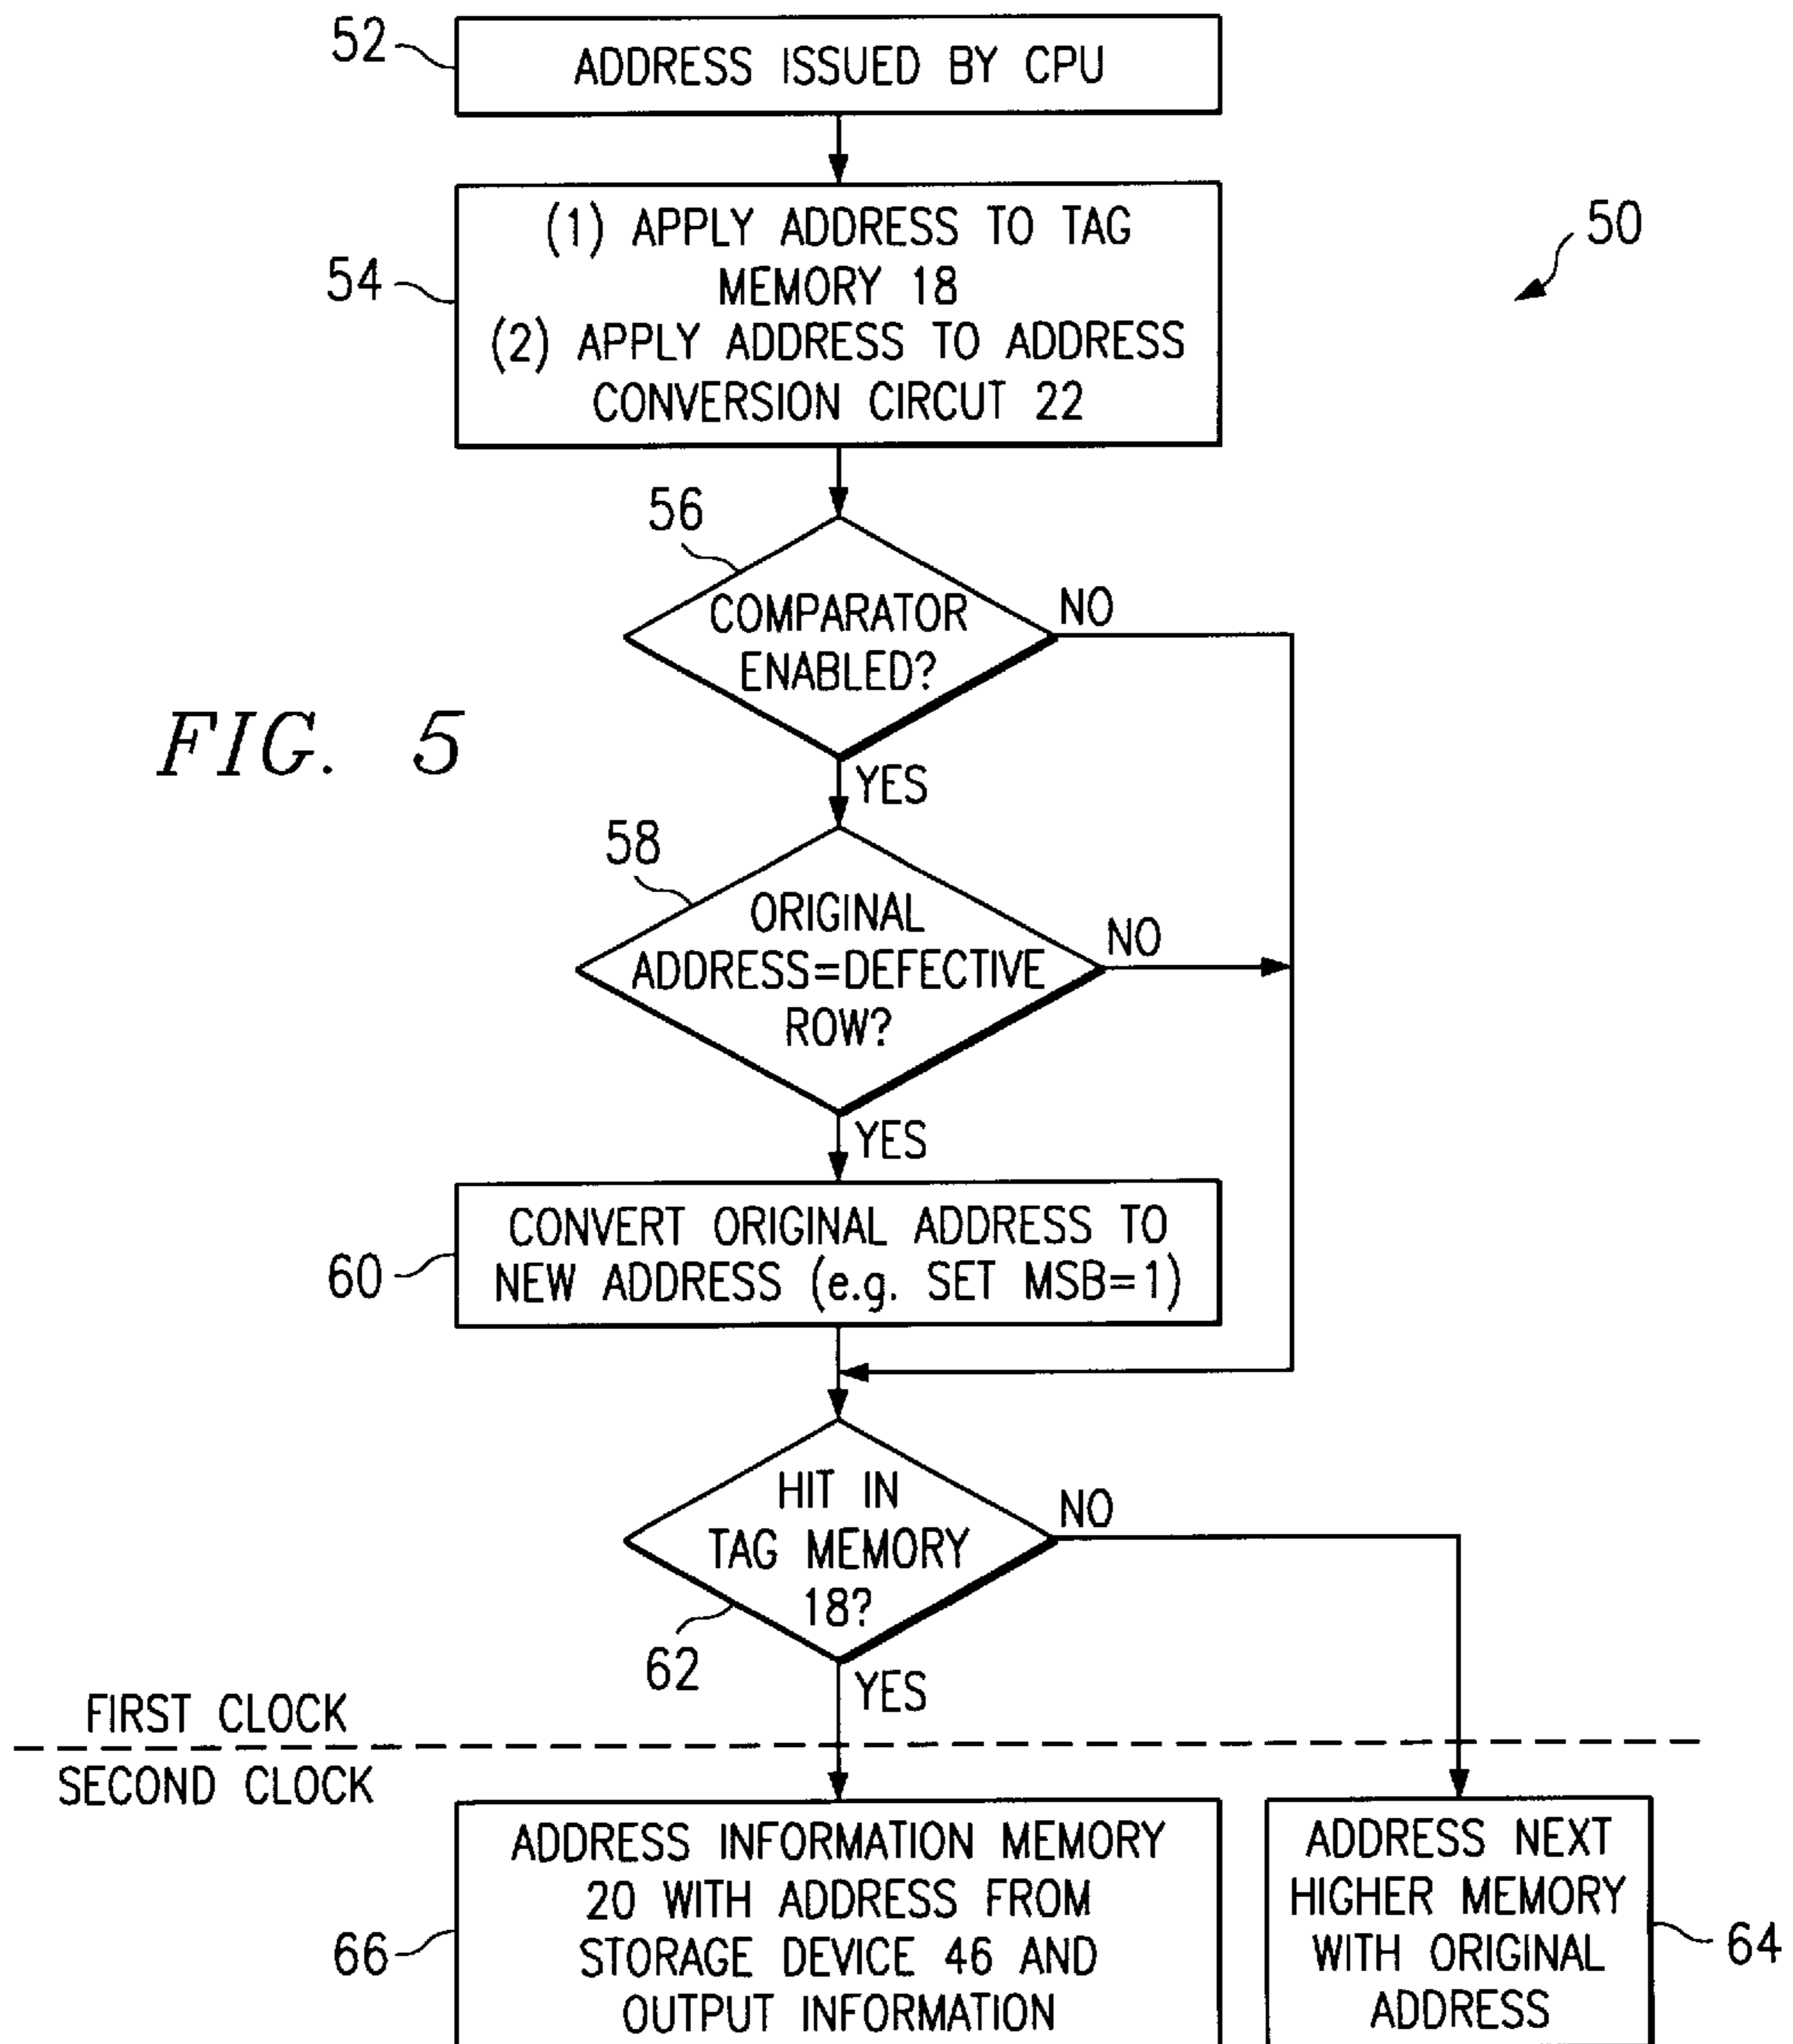 52
ADDRESS ISSUED BY CPU
54
(1) APPLY ADDRESS TO TAG
MEMORY 18
(2) APPLY ADDRESS TO ADDRESS
CONVERSION CIRCUT 22
50
56
COMPARATOR
ENABLED?
NO
YES
FIG. 5
58
ORIGINAL
ADDRESS=DEFECTIVE
ROW?
NO
YES
60
CONVERT ORIGINAL ADDRESS TO
NEW ADDRESS (e.g. SET MSB=1)
HIT IN
TAG MEMORY
18?
NO
62
YES
FIRST CLOCK
SECOND CLOCK
66
ADDRESS INFORMATION MEMORY
20 WITH ADDRESS FROM
STORAGE DEVICE 46 AND
OUTPUT INFORMATION
ADDRESS NEXT
HIGHER MEMORY
WITH ORIGINAL
ADDRESS
64